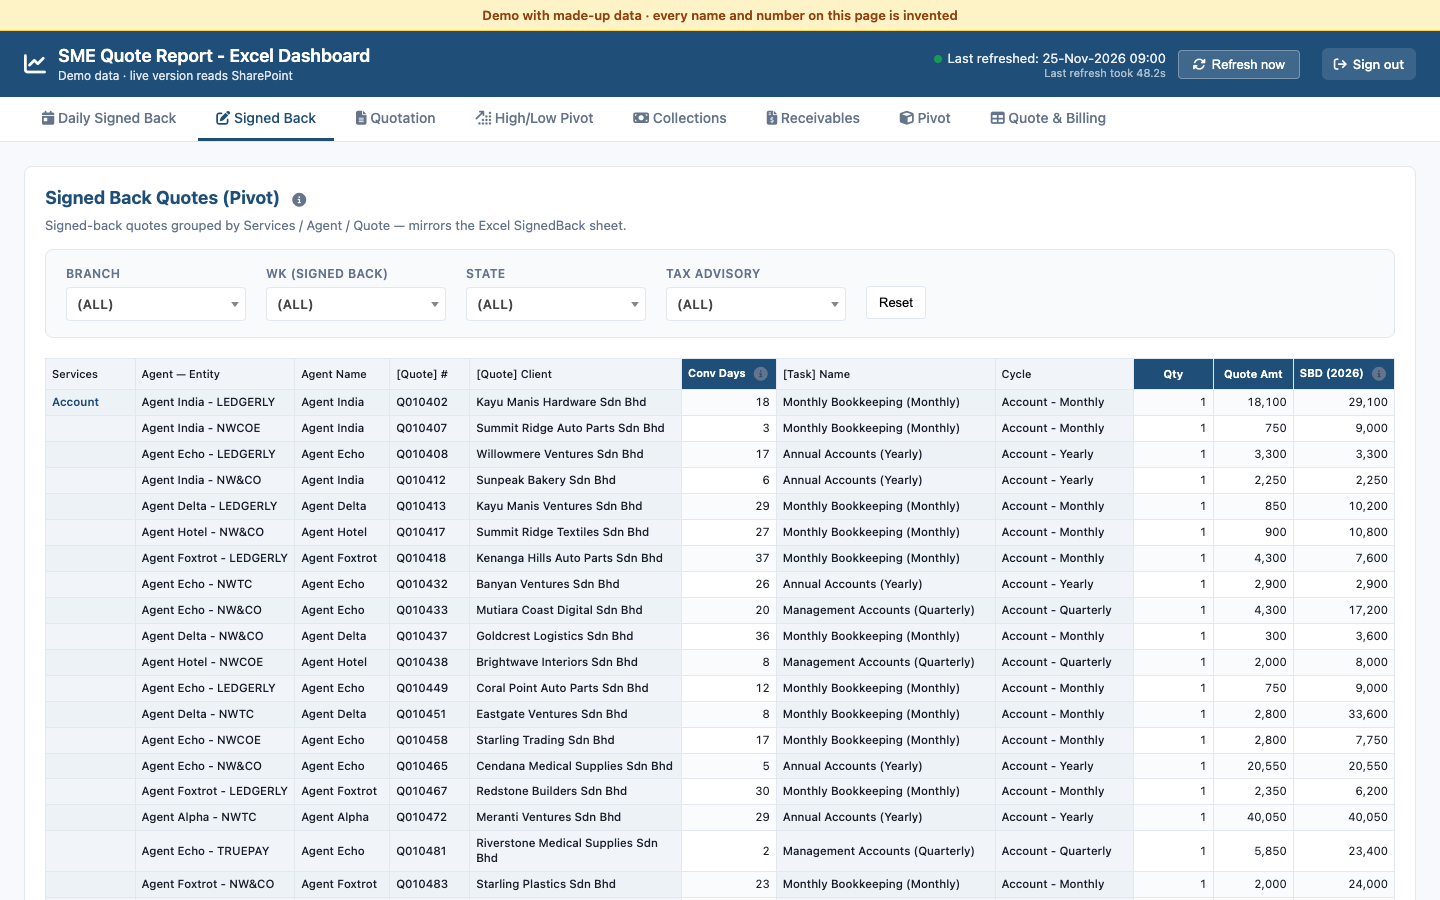 Demo with made-up data · every name and number on this page is invented
SME Quote Report - Excel Dashboard
Demo data · live version reads SharePoint
Last refreshed: 25-Nov-2026 09:00
Last refresh took 48.2s
Refresh now
Sign out
Daily Signed Back Signed Back Quotation High/Low Pivot Collections Receivables Pivot Quote & Billing
Signed Back Quotes (Pivot)
Signed-back quotes grouped by Services / Agent / Quote — mirrors the Excel SignedBack sheet.
BRANCH WK (SIGNED BACK) STATE TAX ADVISORY
(ALL) (ALL) (ALL) (ALL) Reset
Services Agent — Entity Agent Name [Quote] # [Quote] Client Conv Days [Task] Name Cycle Qty Quote Amt SBD (2026)
Account Agent India - LEDGERLY Agent India Q010402 Kayu Manis Hardware Sdn Bhd 18 Monthly Bookkeeping (Monthly) Account - Monthly 1 18,100 29,100
Agent India - NWCOE Agent India Q010407 Summit Ridge Auto Parts Sdn Bhd 3 Monthly Bookkeeping (Monthly) Account - Monthly 1 750 9,000
Agent Echo - LEDGERLY Agent Echo Q010408 Willowmere Ventures Sdn Bhd 17 Annual Accounts (Yearly) Account - Yearly 1 3,300 3,300
Agent India - NW&CO Agent India Q010412 Sunpeak Bakery Sdn Bhd 6 Annual Accounts (Yearly) Account - Yearly 1 2,250 2,250
Agent Delta - LEDGERLY Agent Delta Q010413 Kayu Manis Ventures Sdn Bhd 29 Monthly Bookkeeping (Monthly) Account - Monthly 1 850 10,200
Agent Hotel - NW&CO Agent Hotel Q010417 Summit Ridge Textiles Sdn Bhd 27 Monthly Bookkeeping (Monthly) Account - Monthly 1 900 10,800
Agent Foxtrot - LEDGERLY Agent Foxtrot Q010418 Kenanga Hills Auto Parts Sdn Bhd 37 Monthly Bookkeeping (Monthly) Account - Monthly 1 4,300 7,600
Agent Echo - NWTC Agent Echo Q010432 Banyan Ventures Sdn Bhd 26 Annual Accounts (Yearly) Account - Yearly 1 2,900 2,900
Agent Echo - NW&CO Agent Echo Q010433 Mutiara Coast Digital Sdn Bhd 20 Management Accounts (Quarterly) Account - Quarterly 1 4,300 17,200
Agent Delta - NW&CO Agent Delta Q010437 Goldcrest Logistics Sdn Bhd 36 Monthly Bookkeeping (Monthly) Account - Monthly 1 300 3,600
Agent Hotel - NWCOE Agent Hotel Q010438 Brightwave Interiors Sdn Bhd 8 Management Accounts (Quarterly) Account - Quarterly 1 2,000 8,000
Agent Echo - LEDGERLY Agent Echo Q010449 Coral Point Auto Parts Sdn Bhd 12 Monthly Bookkeeping (Monthly) Account - Monthly 1 750 9,000
Agent Delta - NWTC Agent Delta Q010451 Eastgate Ventures Sdn Bhd 8 Monthly Bookkeeping (Monthly) Account - Monthly 1 2,800 33,600
Agent Echo - NWCOE Agent Echo Q010458 Starling Trading Sdn Bhd 17 Monthly Bookkeeping (Monthly) Account - Monthly 1 2,800 7,750
Agent Echo - NW&CO Agent Echo Q010465 Cendana Medical Supplies Sdn Bhd 5 Annual Accounts (Yearly) Account - Yearly 1 20,550 20,550
Agent Foxtrot - LEDGERLY Agent Foxtrot Q010467 Redstone Builders Sdn Bhd 30 Monthly Bookkeeping (Monthly) Account - Monthly 1 2,350 6,200
Agent Alpha - NWTC Agent Alpha Q010472 Meranti Ventures Sdn Bhd 29 Annual Accounts (Yearly) Account - Yearly 1 40,050 40,050
Agent Echo - TRUEPAY Agent Echo Q010481 Riverstone Medical Supplies Sdn Bhd 2 Management Accounts (Quarterly) Account - Quarterly 1 5,850 23,400
Agent Foxtrot - NW&CO Agent Foxtrot Q010483 Starling Plastics Sdn Bhd 23 Monthly Bookkeeping (Monthly) Account - Monthly 1 2,000 24,000